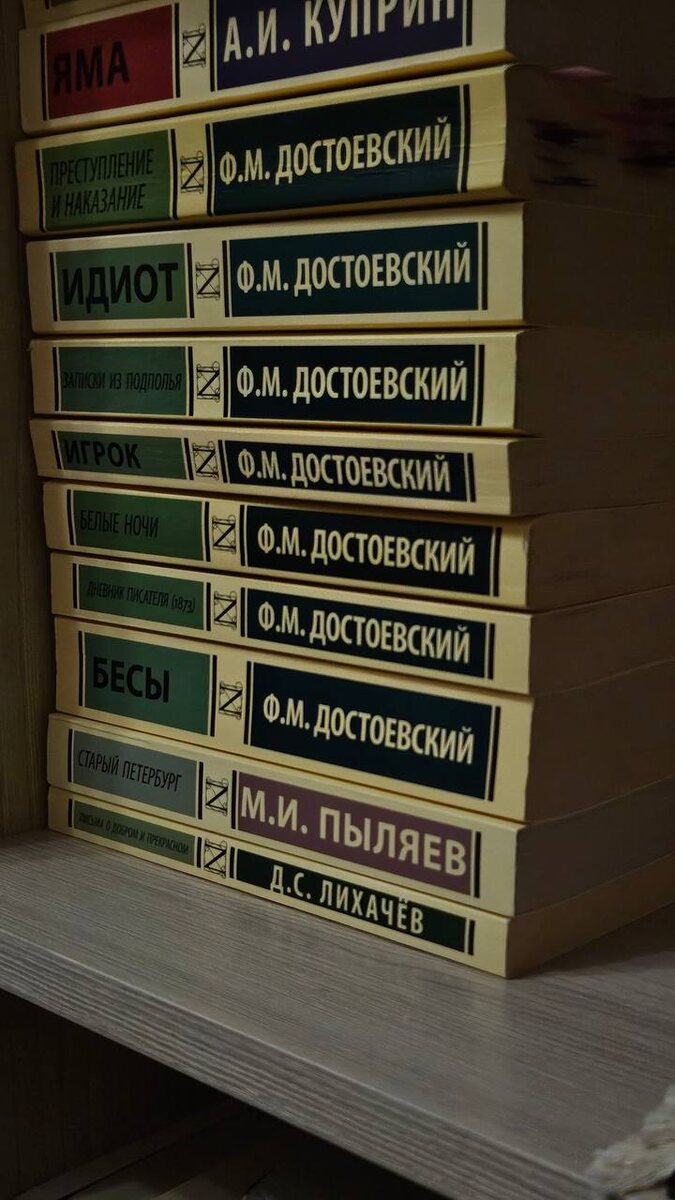 ЯМА
А.И. КУПРИН
ПРЕСТУПЛЕНИЕ
И НАКАЗАНИЕ
Ф.М. ДОСТОЕВСКИЙ
ИДИОТ
Ф.М. ДОСТОЕВСКИЙ
ЗАПИСКИ ИЗ ПОДПОЛЬЯ
Ф.М. ДОСТОЕВСКИЙ
ИГРОК
Ф.М. ДОСТОЕВСКИЙ
БЕЛЫЕ НОЧИ
Ф.М. ДОСТОЕВСКИЙ
ДНЕВНИК ПИСАТЕЛЯ (1873)
Ф.М. ДОСТОЕВСКИЙ
БЕСЫ
Ф.М. ДОСТОЕВСКИЙ
СТАРЫЙ ПЕТЕРБУРГ
М.И. ПЫЛЯЕВ
ПИСЬМА О ДОБРОМ И ПРЕКРАСНОМ
Д.С. ЛИХАЧЁВ